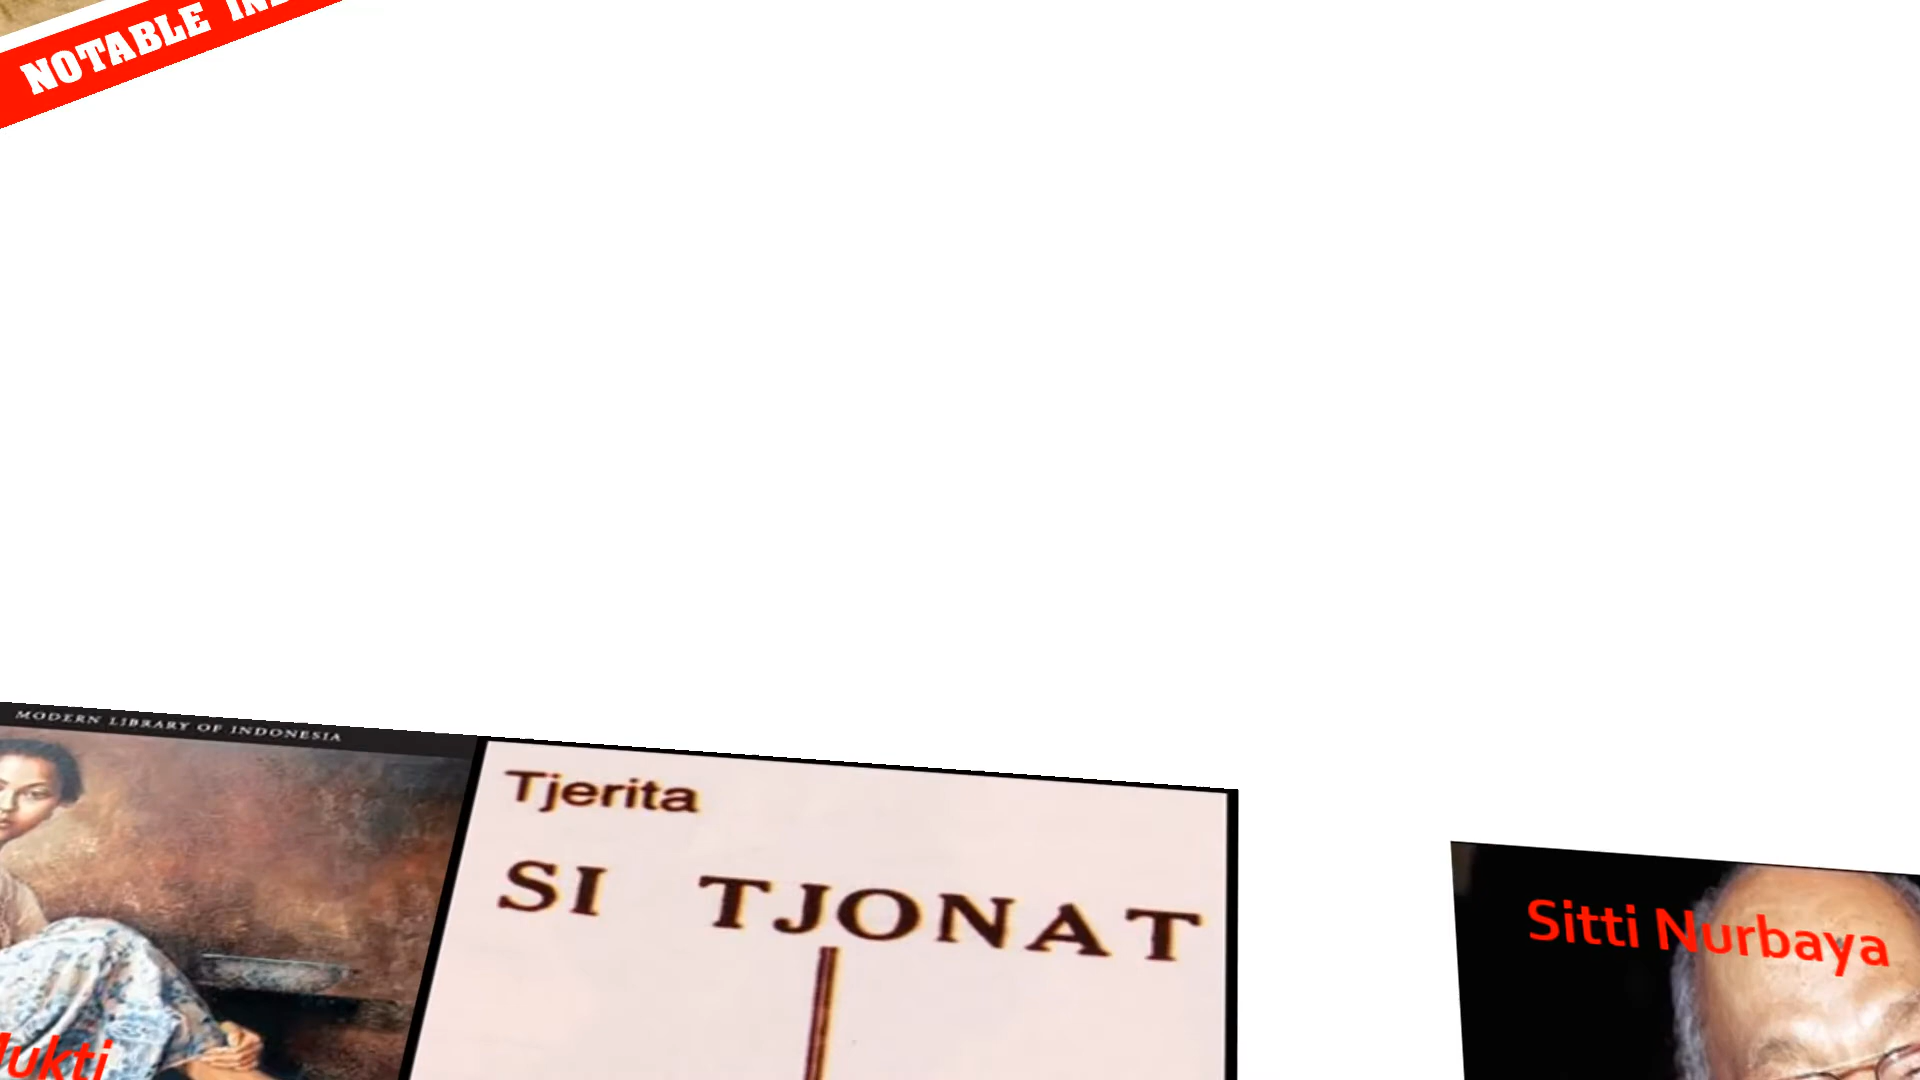 NOTABLE
MODERN LIBRARY OF INDONESIA
Tjerita
SI TJONAT
Sitti Nurbaya